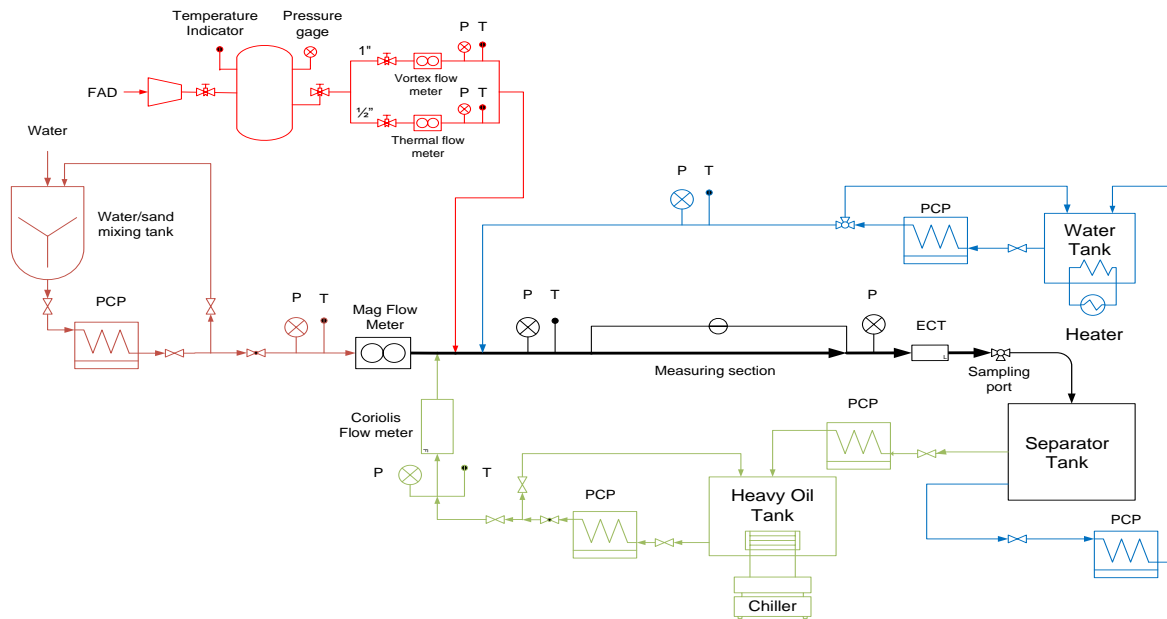 Temperature
Indicator
Pressure
gage
P T
1"
Vortex flow
meter
FAD
P T
½"
Thermal flow
meter
Water
Water/sand
mixing tank
PCP
P
T
Mag Flow
Meter
P
T
PCP
Water
Tank
Heater
P
T
P
ECT
L
Measuring section
Sampling
port
Coriolis
Flow meter
P
T
PCP
PCP
Heavy Oil
Tank
Chiller
Separator
Tank
PCP